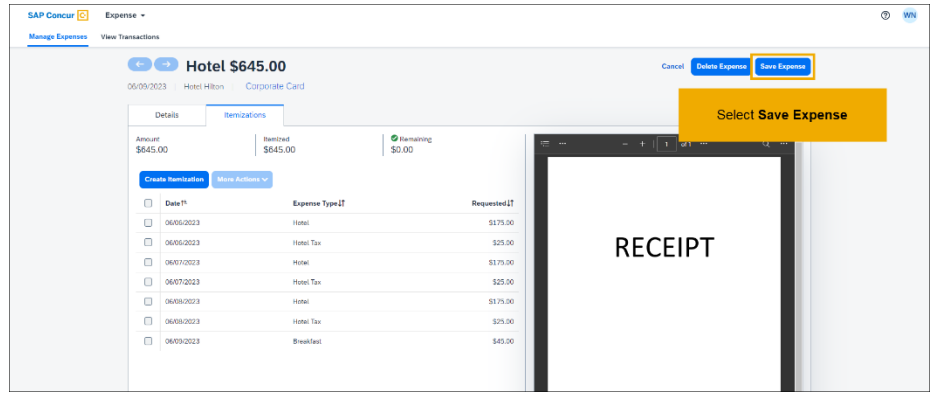 SAP Concur C Expense
WN
Manage Expenses View Transactions
Hotel $645.00
Cancel Delete Expense Save Expense
06/09/2023 Hotel Hilton Corporate Card
Select Save Expense
Details Itemizations
Amount Itemized Remaining
$645.00 $645.00 $0.00
1 of 1
Create Itemization More Actions
Date Expense Type Requested
06/06/2023 Hotel $175.00
06/06/2023 Hotel Tax $25.00
06/07/2023 Hotel $175.00
06/07/2023 Hotel Tax $25.00
06/08/2023 Hotel $175.00
06/08/2023 Hotel Tax $25.00
06/09/2023 Breakfast $45.00
RECEIPT